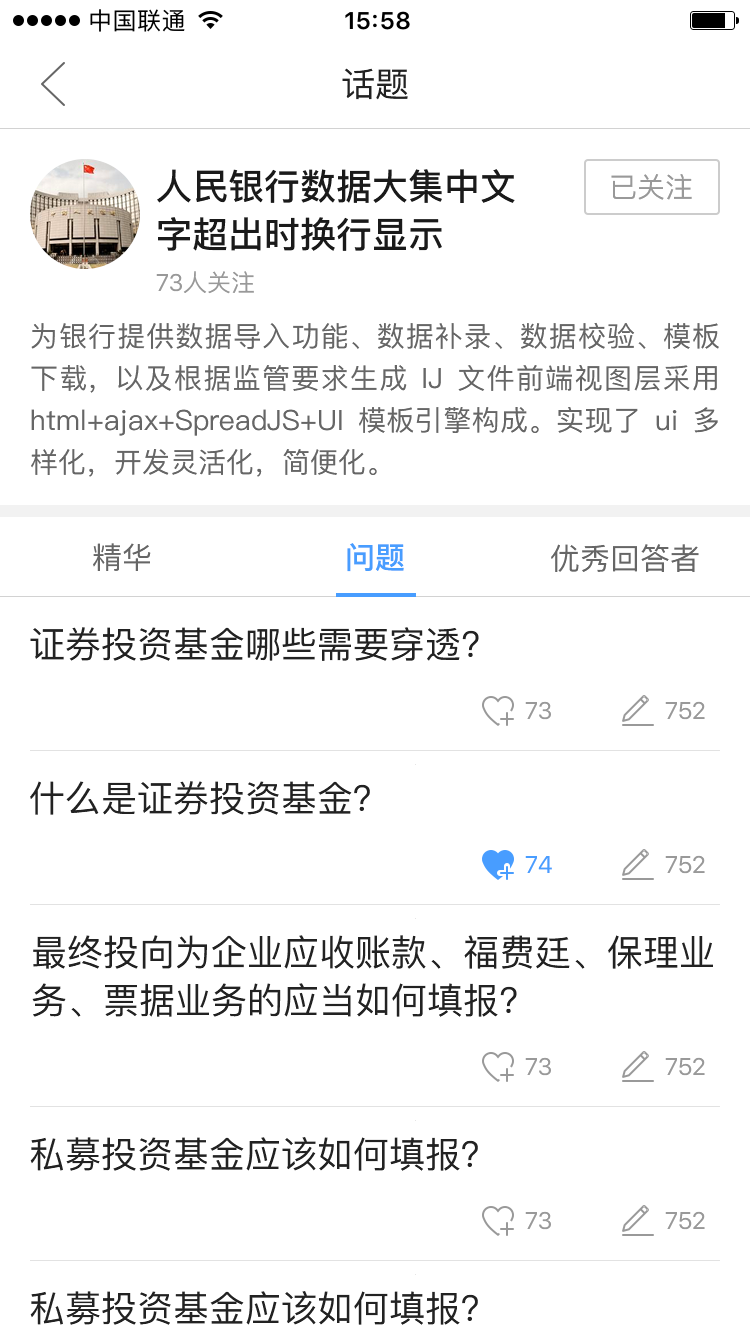 中国联通
15:58
话题
人民银行数据大集中文
字超出时换行显示
已关注
73人关注
为银行提供数据导入功能、数据补录、数据校验、模板
下载，以及根据监管要求生成 IJ 文件前端视图层采用
html+ajax+SpreadJS+UI 模板引擎构成。实现了 ui 多
样化，开发灵活化，简便化。
精华 问题 优秀回答者
证券投资基金哪些需要穿透?
73 752
什么是证券投资基金?
74 752
最终投向为企业应收账款、福费廷、保理业
务、票据业务的应当如何填报?
73 752
私募投资基金应该如何填报?
73 752
私募投资基金应该如何填报?